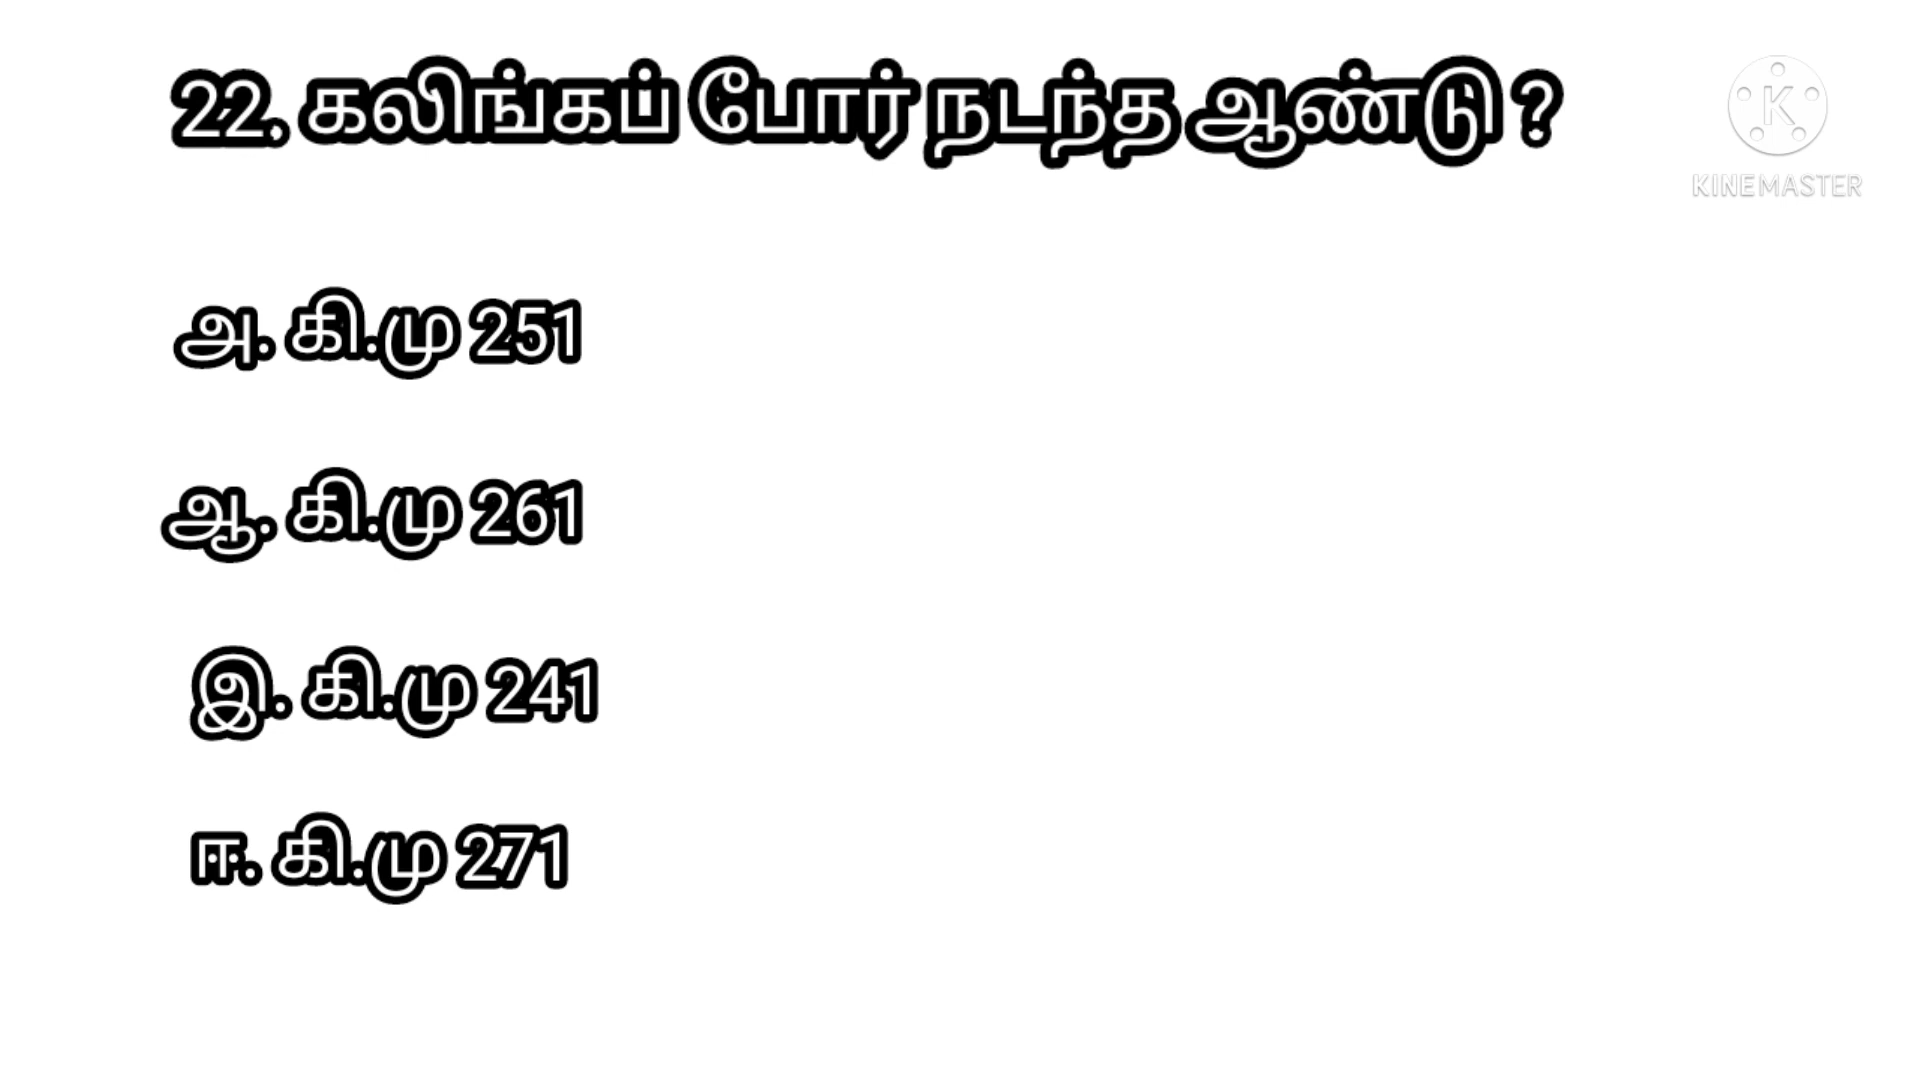 22. கலிங்கப் போர் நடந்த ஆண்டு ?
KINEMASTER
அ. கி.மு 251
ஆ. கி.மு 261
இ. கி.மு 241
ஈ. கி.மு 271